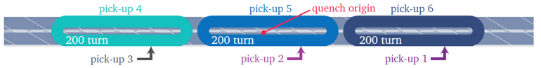 pick-up 4
pick-up 5
quench origin
pick-up 6
200 turn
200 turn
200 turn
pick-up 3
pick-up 2
pick-up 1